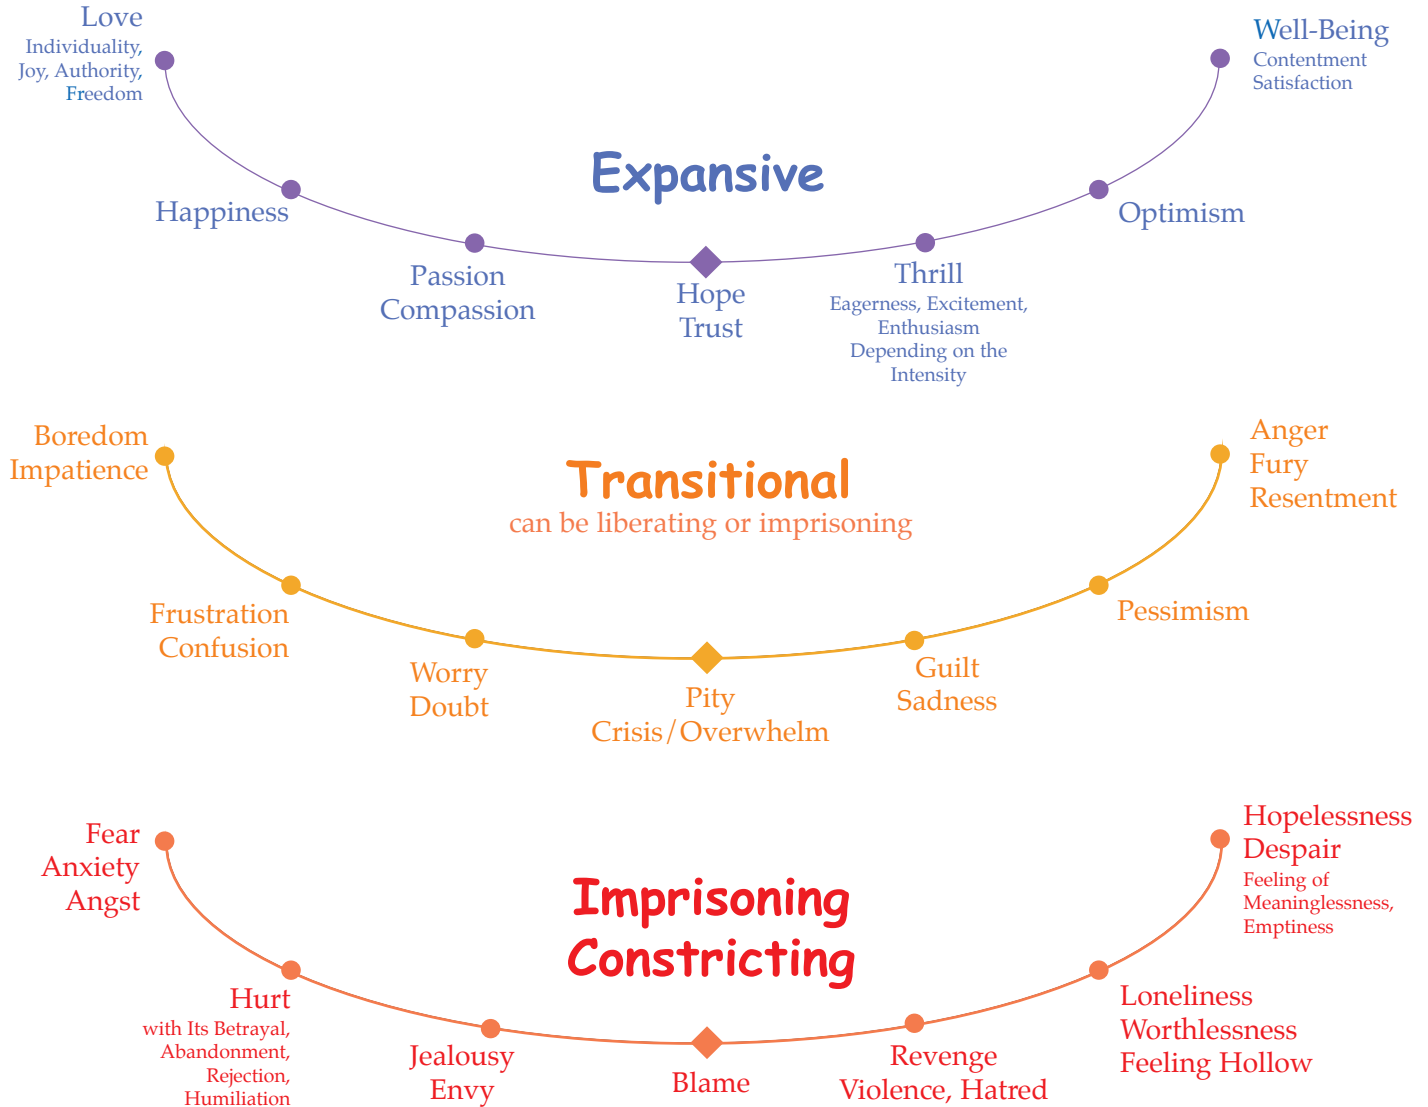 Love
Individuality,
Joy, Authority,
Freedom
Well-Being
Contentment
Satisfaction
Expansive
Happiness
Optimism
Passion
Compassion
Hope
Trust
Thrill
Eagerness, Excitement,
Enthusiasm
Depending on the
Intensity
Boredom
Impatience
Anger
Fury
Resentment
Transitional
can be liberating or imprisoning
Frustration
Confusion
Pessimism
Worry
Doubt
Pity
Crisis/Overwhelm
Guilt
Sadness
Fear
Anxiety
Angst
Hopelessness
Despair
Feeling of
Meaninglessness,
Emptiness
Imprisoning
Constricting
Hurt
with Its Betrayal,
Abandonment,
Rejection,
Humiliation
Loneliness
Worthlessness
Feeling Hollow
Jealousy
Envy
Blame
Revenge
Violence, Hatred